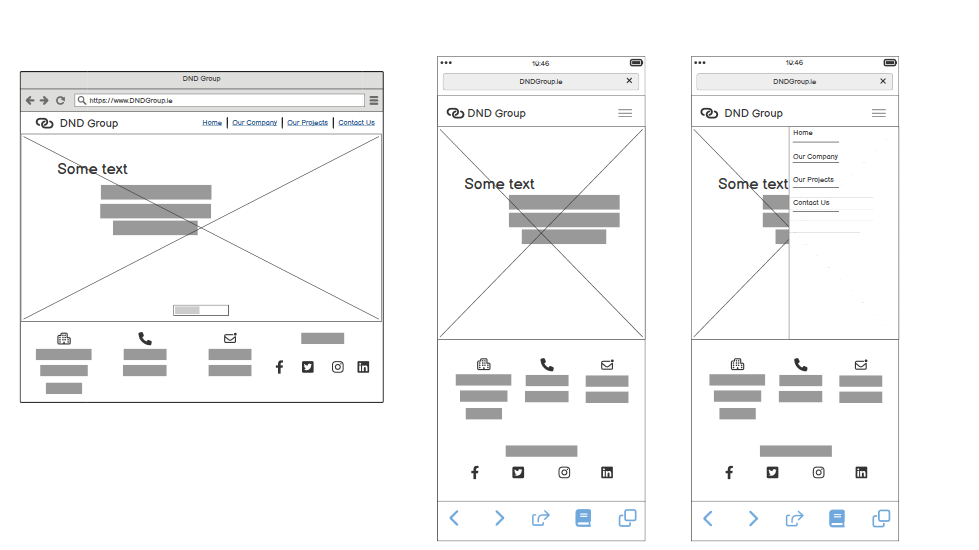 DND Group
https://www.DNDGroup.ie
DND Group
Home
Our Company
Our Projects
Contact Us
Some text
10:46
DNDGroup.ie
DND Group
Some text
10:46
DNDGroup.ie
DND Group
Home
Our Company
Our Projects
Contact Us
Some text